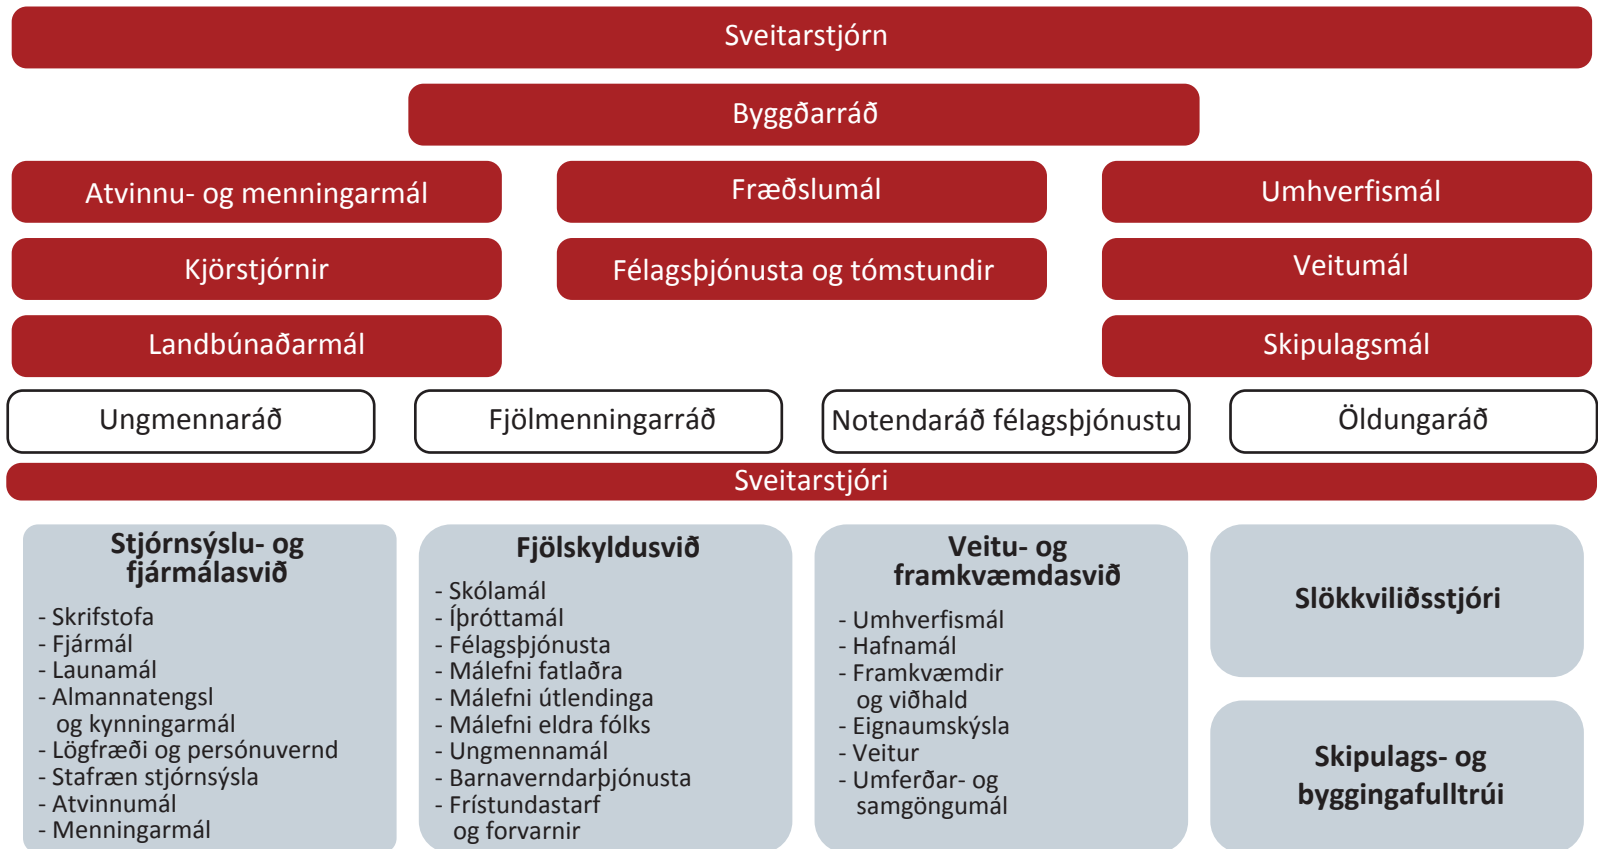 Sveitarstjórn
Byggðarráð
Atvinnu- og menningarmál
Fræðslumál
Umhverfismál
Kjörstjórnir
Félagsþjónusta og tómstundir
Veitumál
Landbúnaðarmál
Skipulagsmál
Ungmennaráð
Fjölmenningarráð
Notendaráð félagsþjónustu
Öldungaráð
Sveitarstjóri
Stjórnsýslu- og
fjármálasvið
- Skrifstofa
- Fjármál
- Launamál
- Almannatengsl
og kynningarmál
- Lögfræði og persónuvernd
- Stafræn stjórnsýsla
- Atvinnumál
- Menningarmál
Fjölskyldusvið
- Skólamál
- Íþróttamál
- Félagsþjónusta
- Málefni fatlaðra
- Málefni útlendinga
- Málefni eldra fólks
- Ungmennamál
- Barnaverndarþjónusta
- Frístundastarf
og forvarnir
Veitu- og
framkvæmdasvið
- Umhverfismál
- Hafnamál
- Framkvæmdir
og viðhald
- Eignaumskýsla
- Veitur
- Umferðar- og
samgöngumál
Slökkviliðsstjóri
Skipulags- og
byggingafulltrúi